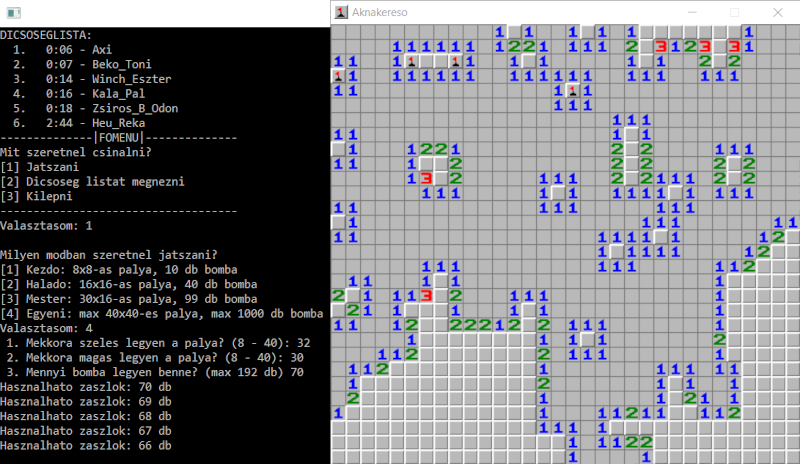 DICSOSEGLISTA:
1. 0:06 - Axi
2. 0:07 - Beko_Toni
3. 0:14 - Winch_Eszter
4. 0:16 - Kala_Pal
5. 0:18 - Zsiros_B_Odon
6. 2:44 - Heu_Reka
--------------|FOMENU|--------------
Mit szeretnel csinalni?
[1] Jatszani
[2] Dicsoseg listat megnezni
[3] Kilepni
------------------------------------
Valasztasom: 1
Milyen modban szeretnel jatszani?
[1] Kezdo: 8x8-as palya, 10 db bomba
[2] Halado: 16x16-as palya, 40 db bomba
[3] Mester: 30x16-as palya, 99 db bomba
[4] Egyeni: max 40x40-es palya, max 1000 db bomba
Valasztasom: 4
1. Mekkora szeles legyen a palya? (8 - 40): 32
2. Mekkora magas legyen a palya? (8 - 40): 30
3. Mennyi bomba legyen benne? (max 192 db) 70
Hasznalhato zaszlok: 70 db
Hasznalhato zaszlok: 69 db
Hasznalhato zaszlok: 68 db
Hasznalhato zaszlok: 67 db
Hasznalhato zaszlok: 66 db
Aknakereso